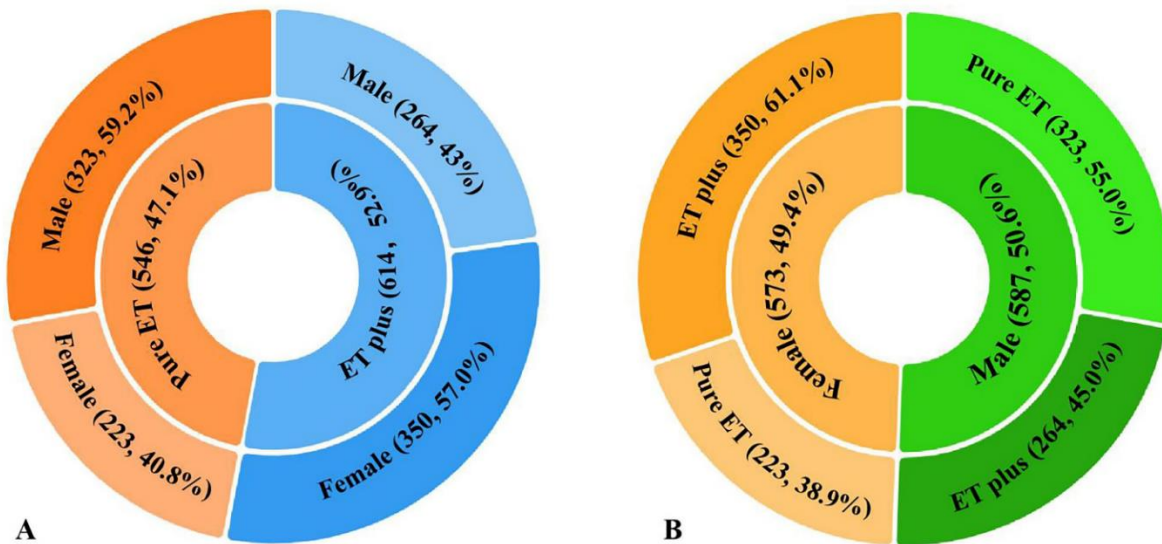 Male (323, 59.2%)
Male (264, 43%)
Pure ET (546, 47.1%)
ET plus (614, 52.9%)
Female (223, 40.8%)
Female (350, 57.0%)
A
ET plus (350, 61.1%)
Pure ET (323, 55.0%)
Female (573, 49.4%)
Male (587, 50.6%)
Pure ET (223, 38.9%)
ET plus (264, 45.0%)
B